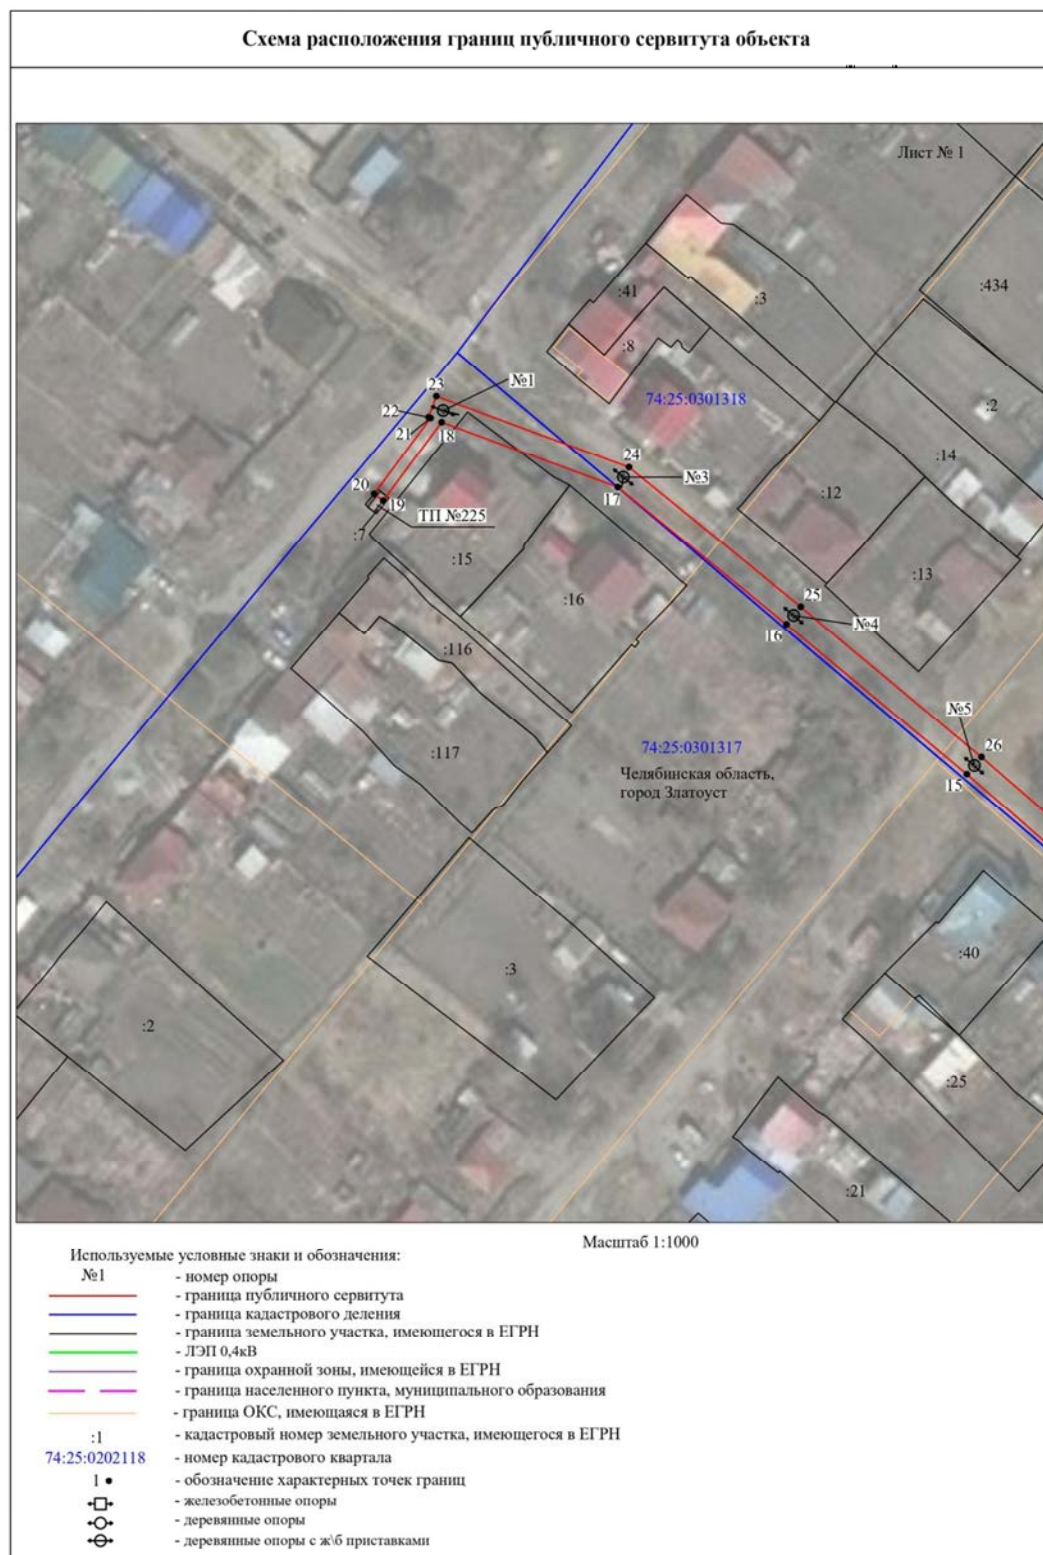 Схема расположения границ публичного сервитута объекта
Лист № 1
:434
:41
:3
:8
:2
23
№1
74:25:0301318
22
21
18
24
:14
№3
17
:12
20
19
ТП №225
:7
:15
:13
:16
25
№4
16
:116
№5
26
:117
74:25:0301317
15
Челябинская область,
город Златоуст
:40
:3
:2
:25
:21
Масштаб 1:1000
Используемые условные знаки и обозначения:
№1 - номер опоры
- граница публичного сервитута
- граница кадастрового деления
- граница земельного участка, имеющегося в ЕГРН
- ЛЭП 0,4кВ
- граница охранной зоны, имеющейся в ЕГРН
- граница населенного пункта, муниципального образования
- граница ОКС, имеющаяся в ЕГРН
:1 - кадастровый номер земельного участка, имеющегося в ЕГРН
74:25:0202118 - номер кадастрового квартала
1 - обозначение характерных точек границ
- железобетонные опоры
- деревянные опоры
- деревянные опоры с ж\б приставками